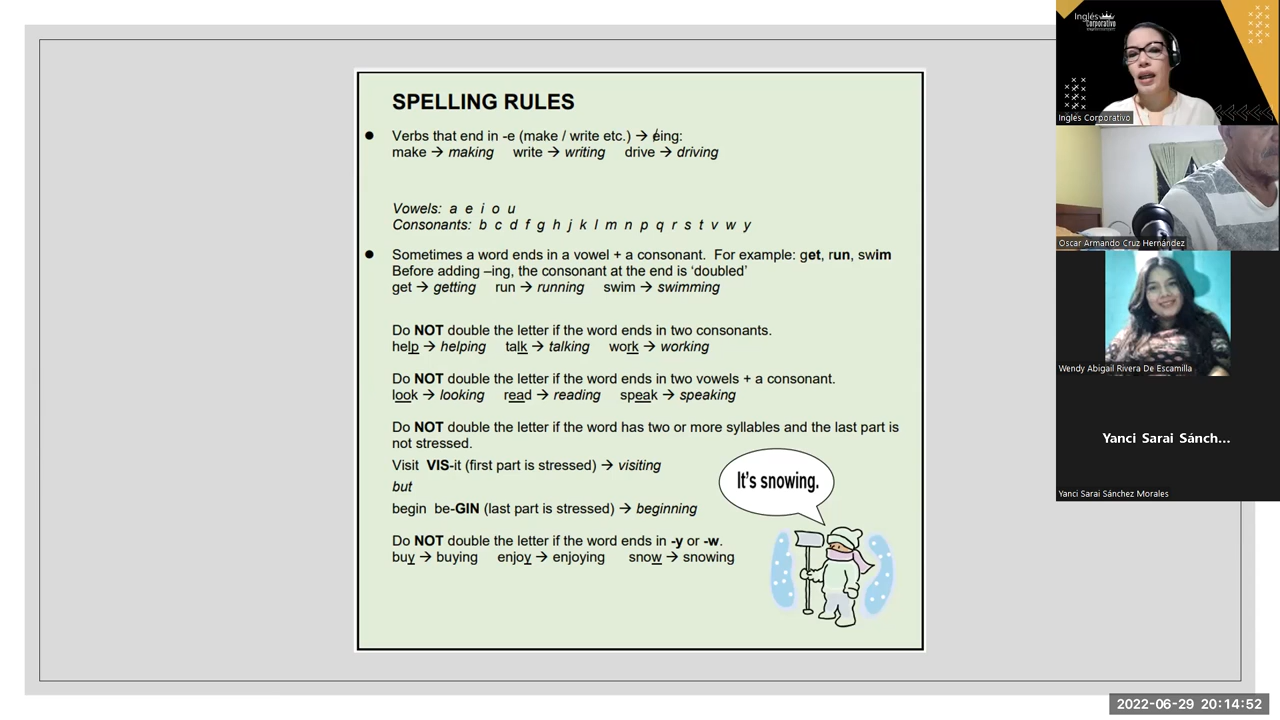 SPELLING RULES
● Verbs that end in -e (make / write etc.) → e̸ing:
make → making write → writing drive → driving
Vowels: a e i o u
Consonants: b c d f g h j k l m n p q r s t v w y
● Sometimes a word ends in a vowel + a consonant. For example: get, run, swim
Before adding –ing, the consonant at the end is ‘doubled’
get → getting run → running swim → swimming
Do NOT double the letter if the word ends in two consonants.
help → helping talk → talking work → working
Do NOT double the letter if the word ends in two vowels + a consonant.
look → looking read → reading speak → speaking
Do NOT double the letter if the word has two or more syllables and the last part is
not stressed.
Visit VIS-it (first part is stressed) → visiting
but
begin be-GIN (last part is stressed) → beginning
Do NOT double the letter if the word ends in -y or -w.
buy → buying enjoy → enjoying snow → snowing
It's snowing.
Inglés
Corporativo
Inglés Corporativo
Oscar Armando Cruz Hernández
Wendy Abigail Rivera De Escamilla
Yanci Sarai Sánch...
Yanci Sarai Sánchez Morales
2022-06-29 20:14:52